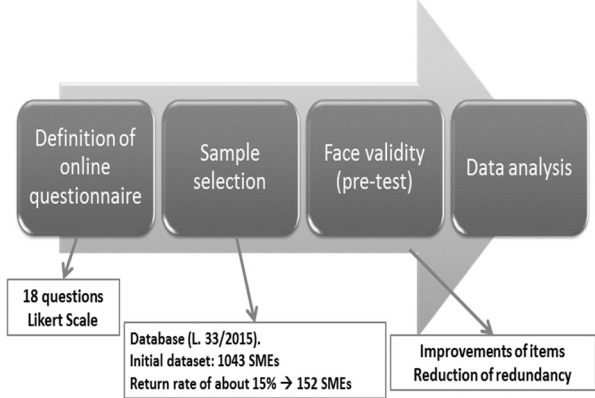 Definition of
online
questionnaire
Sample
selection
Face validity
(pre-test)
Data analysis
18 questions
Likert Scale
Database (L. 33/2015).
Initial dataset: 1043 SMEs
Return rate of about 15% → 152 SMEs
Improvements of items
Reduction of redundancy